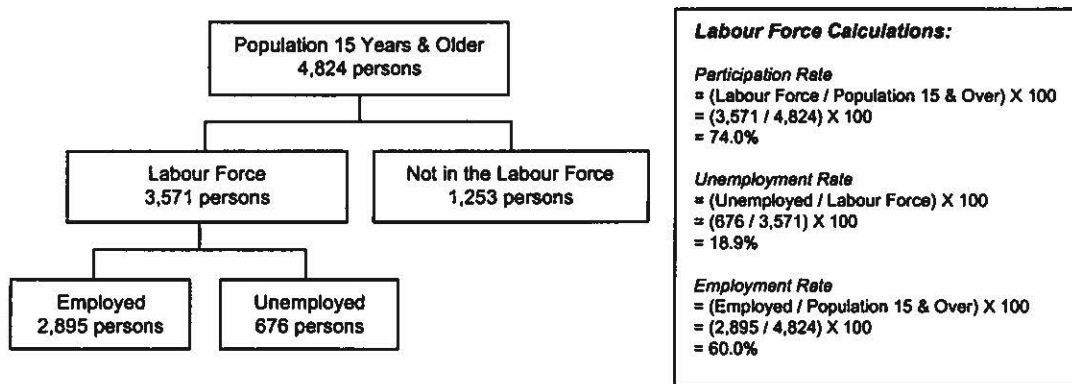 Population 15 Years & Older
4,824 persons
Labour Force
3,571 persons
Not in the Labour Force
1,253 persons
Employed
2,895 persons
Unemployed
676 persons
Labour Force Calculations:
Participation Rate
= (Labour Force / Population 15 & Over) X 100
= (3,571 / 4,824) X 100
= 74.0%
Unemployment Rate
= (Unemployed / Labour Force) X 100
= (676 / 3,571) X 100
= 18.9%
Employment Rate
= (Employed / Population 15 & Over) X 100
= (2,895 / 4,824) X 100
= 60.0%